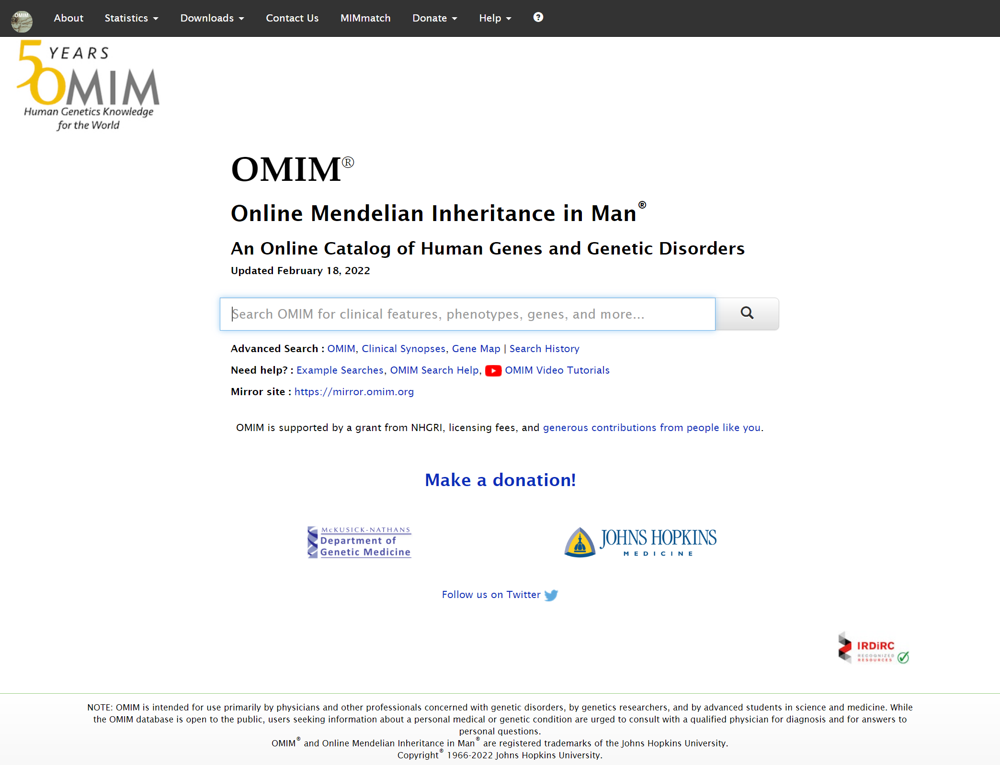 OMIM
About Statistics Downloads Contact Us MIMmatch Donate Help ?
50 YEARS
OMIM
Human Genetics Knowledge
for the World
OMIM®
Online Mendelian Inheritance in Man®
An Online Catalog of Human Genes and Genetic Disorders
Updated February 18, 2022
Search OMIM for clinical features, phenotypes, genes, and more...
Advanced Search : OMIM, Clinical Synopses, Gene Map | Search History
Need help? : Example Searches, OMIM Search Help, OMIM Video Tutorials
Mirror site : https://mirror.omim.org
OMIM is supported by a grant from NHGRI, licensing fees, and generous contributions from people like you.
Make a donation!
McKUSICK-NATHANS
Department of
Genetic Medicine
JOHNS HOPKINS
MEDICINE
Follow us on Twitter
IRDiRC
RECOGNIZED
RESOURCES
NOTE: OMIM is intended for use primarily by physicians and other professionals concerned with genetic disorders, by genetics researchers, and by advanced students in science and medicine. While
the OMIM database is open to the public, users seeking information about a personal medical or genetic condition are urged to consult with a qualified physician for diagnosis and for answers to
personal questions.
OMIM® and Online Mendelian Inheritance in Man® are registered trademarks of the Johns Hopkins University.
Copyright® 1966-2022 Johns Hopkins University.